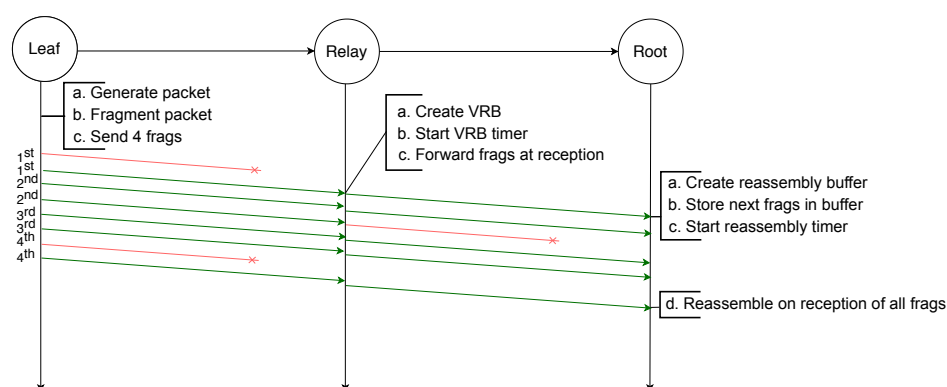 Leaf
Relay
Root
a. Generate packet
b. Fragment packet
c. Send 4 frags
a. Create VRB
b. Start VRB timer
c. Forward frags at reception
1st
1st
2nd
2nd
3rd
3rd
4th
4th
a. Create reassembly buffer
b. Store next frags in buffer
c. Start reassembly timer
d. Reassemble on reception of all frags